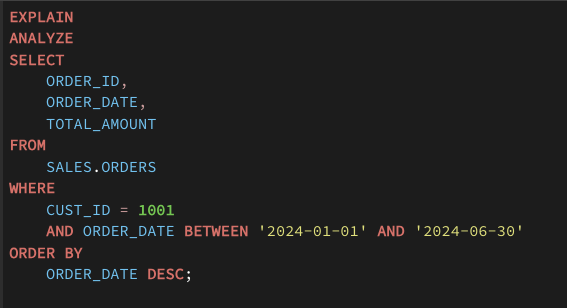 EXPLAIN
ANALYZE
SELECT
    ORDER_ID,
    ORDER_DATE,
    TOTAL_AMOUNT
FROM
    SALES.ORDERS
WHERE
    CUST_ID = 1001
    AND ORDER_DATE BETWEEN '2024-01-01' AND '2024-06-30'
ORDER BY
    ORDER_DATE DESC;